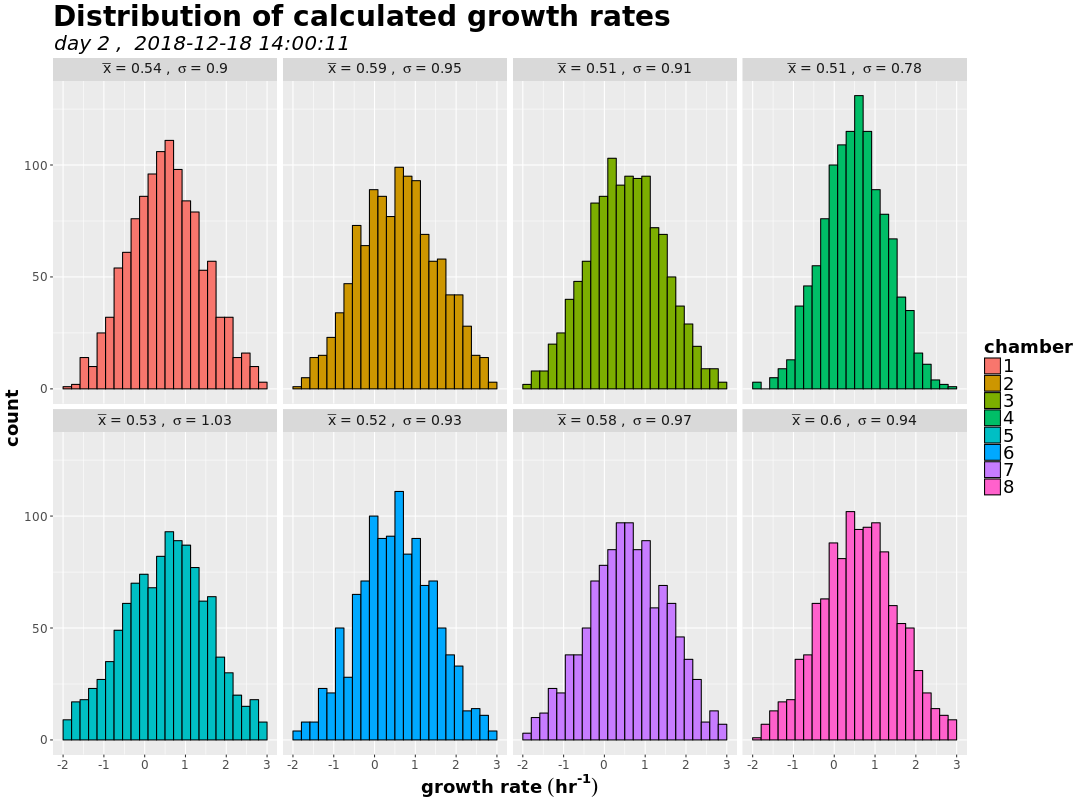 Distribution of calculated growth rates
day 2 ,  2018-12-18 14:00:11
x̅ = 0.54 ,  σ = 0.9
x̅ = 0.59 ,  σ = 0.95
x̅ = 0.51 ,  σ = 0.91
x̅ = 0.51 ,  σ = 0.78
100
50
0
chamber
1
2
3
4
5
6
7
8
count
x̅ = 0.53 ,  σ = 1.03
x̅ = 0.52 ,  σ = 0.93
x̅ = 0.58 ,  σ = 0.97
x̅ = 0.6 ,  σ = 0.94
100
50
0
-2 -1 0 1 2 3
-2 -1 0 1 2 3
-2 -1 0 1 2 3
-2 -1 0 1 2 3
growth rate (hr⁻¹)